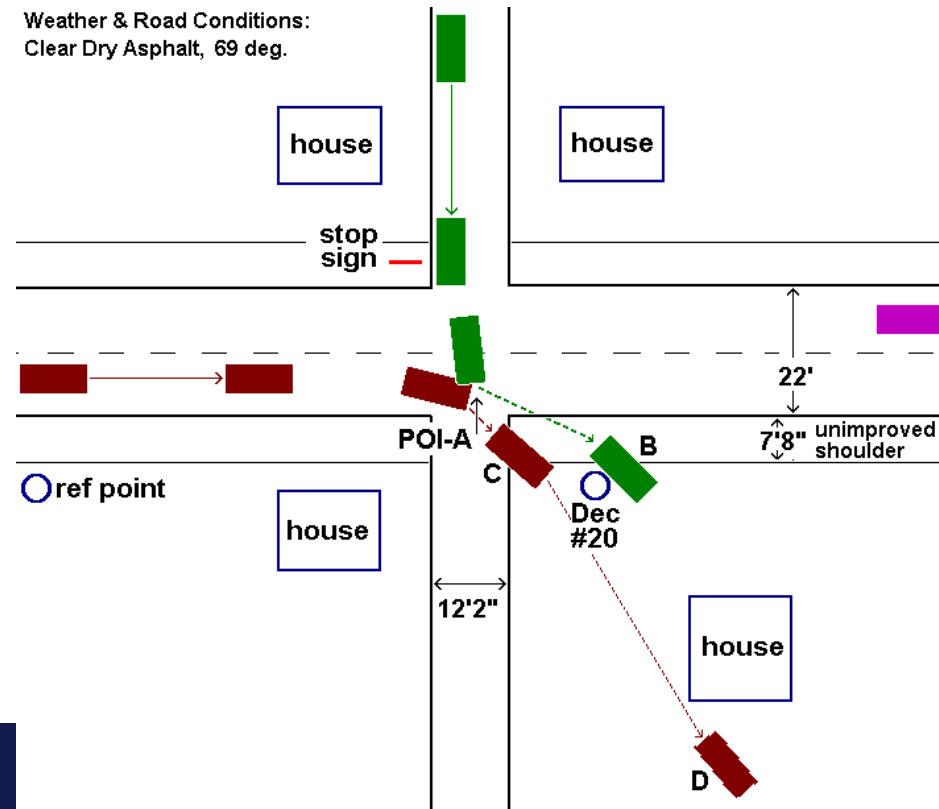 Weather & Road Conditions:
Clear Dry Asphalt, 69 deg.
house
house
stop
sign
22'
POI-A
7'8" unimproved
shoulder
B
C
ref point
Dec
#20
house
12'2"
house
D